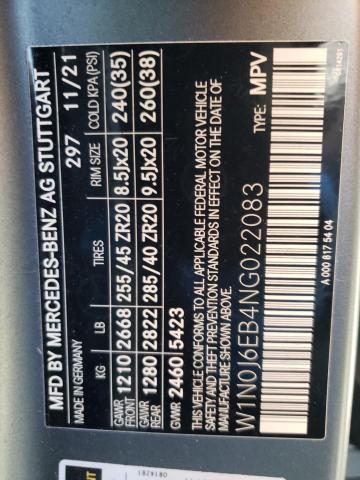 MFD BY MERCEDES-BENZ AG STUTTGART
MADE IN GERMANY 297 11/21
KG LB TIRES RIM SIZE COLD KPA(PSI)
GAWR FRONT 1210 2668 255/45 ZR20 8.5Jx20 240(35)
GAWR REAR 1280 2822 285/40 ZR20 9.5Jx20 260(38)
GVWR 2460 5423
THIS VEHICLE CONFORMS TO ALL APPLICABLE FEDERAL MOTOR VEHICLE
SAFETY AND THEFT PREVENTION STANDARDS IN EFFECT ON THE DATE OF
MANUFACTURE SHOWN ABOVE.
W1N0J6EB4NG022083 TYPE: MPV
A 000 817 54 04
0814281
0814281